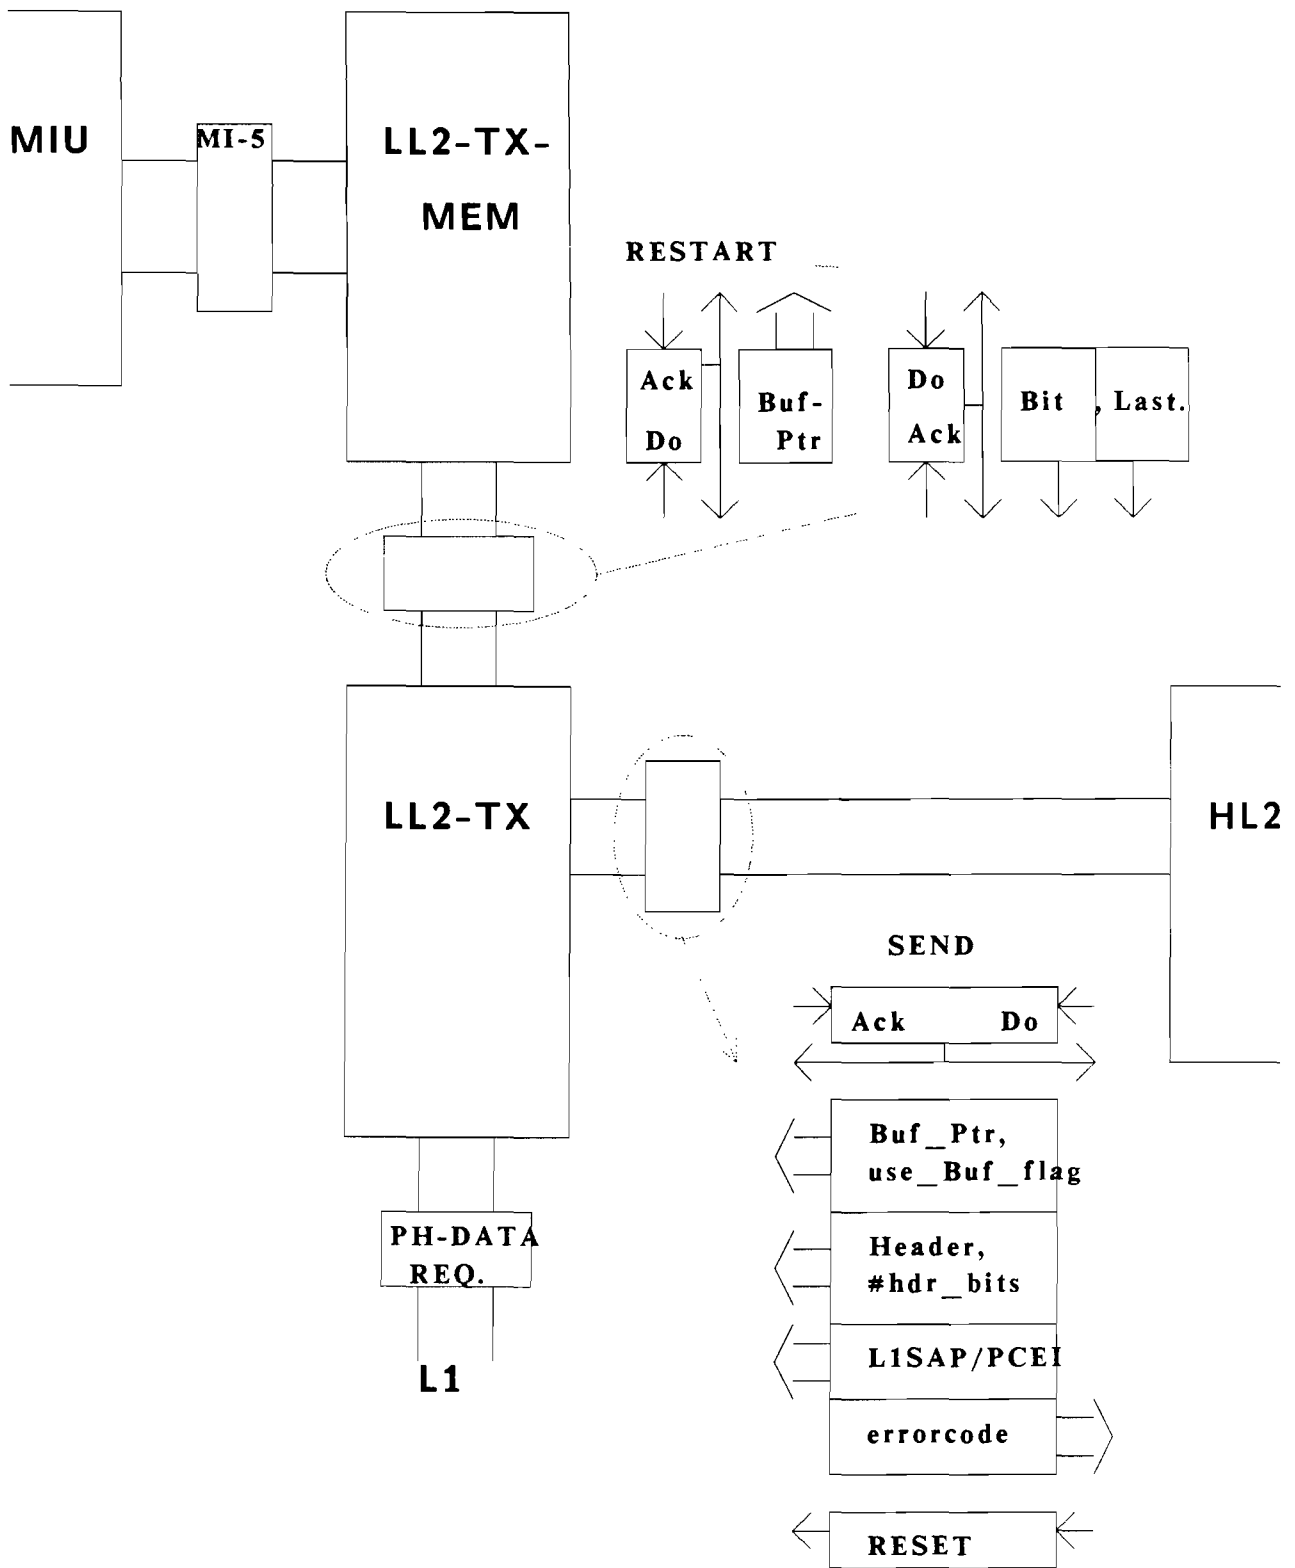 MIU
MI-5
LL2-TX-
MEM
RESTART
Ack
Do
Buf-
Ptr
Do
Ack
Bit , Last.
LL2-TX
HL2
SEND
Ack Do
Buf_Ptr,
use_Buf_flag
Header,
#hdr_bits
L1SAP/PCEI
errorcode
RESET
PH-DATA
REQ.
L1